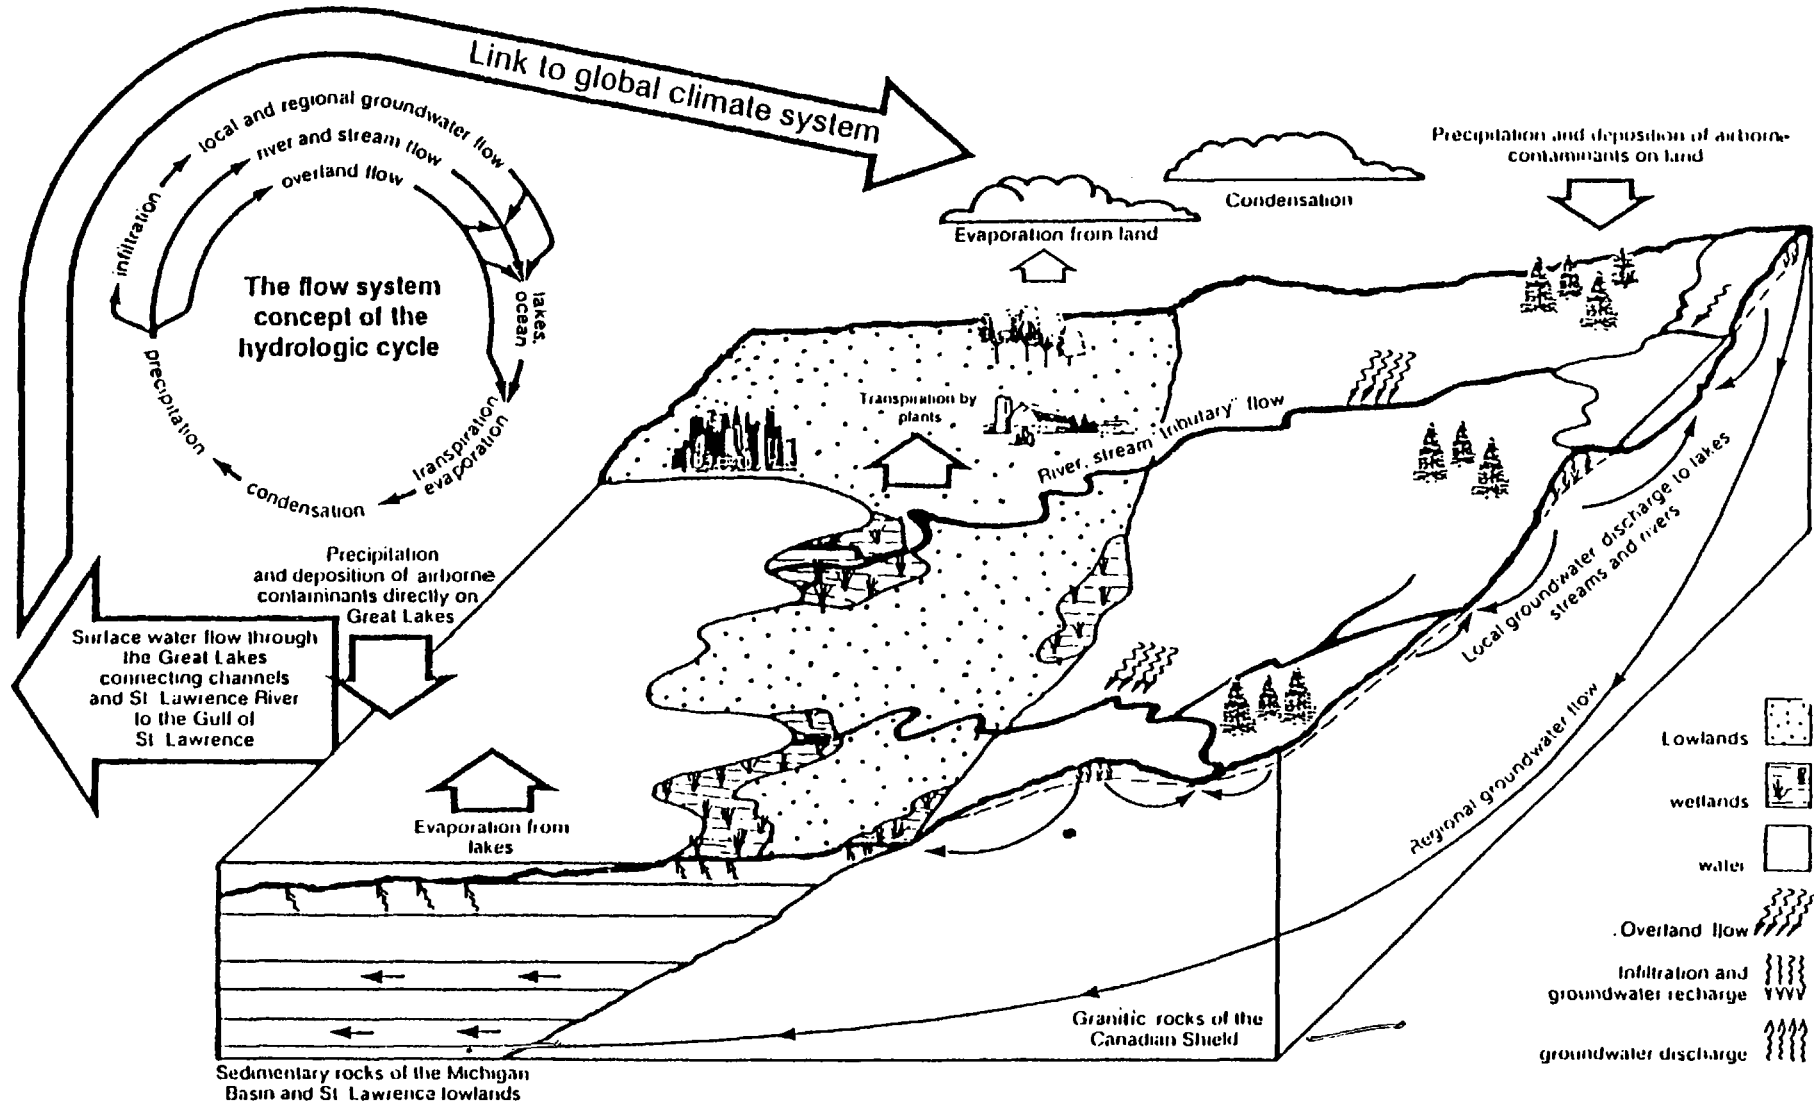 Link to global climate system
local and regional groundwater flow
river and stream flow
overland flow
infiltration
The flow system
concept of the
hydrologic cycle
lakes,
ocean
precipitation
transpiration
evaporation
condensation
Precipitation and deposition of airborne
contaminants on land
Condensation
Evaporation from land
Transpiration by
plants
River, stream "tributary" flow
Precipitation
and deposition of airborne
contaminants directly on
Great Lakes
Surface water flow through
the Great Lakes
connecting channels
and St Lawrence River
to the Gulf of
St Lawrence
Evaporation from
lakes
Local groundwater discharge to lakes
streams and rivers
Regional groundwater flow
Lowlands
wetlands
water
Overland flow
Infiltration and
groundwater recharge
groundwater discharge
Granitic rocks of the
Canadian Shield
Sedimentary rocks of the Michigan
Basin and St Lawrence lowlands